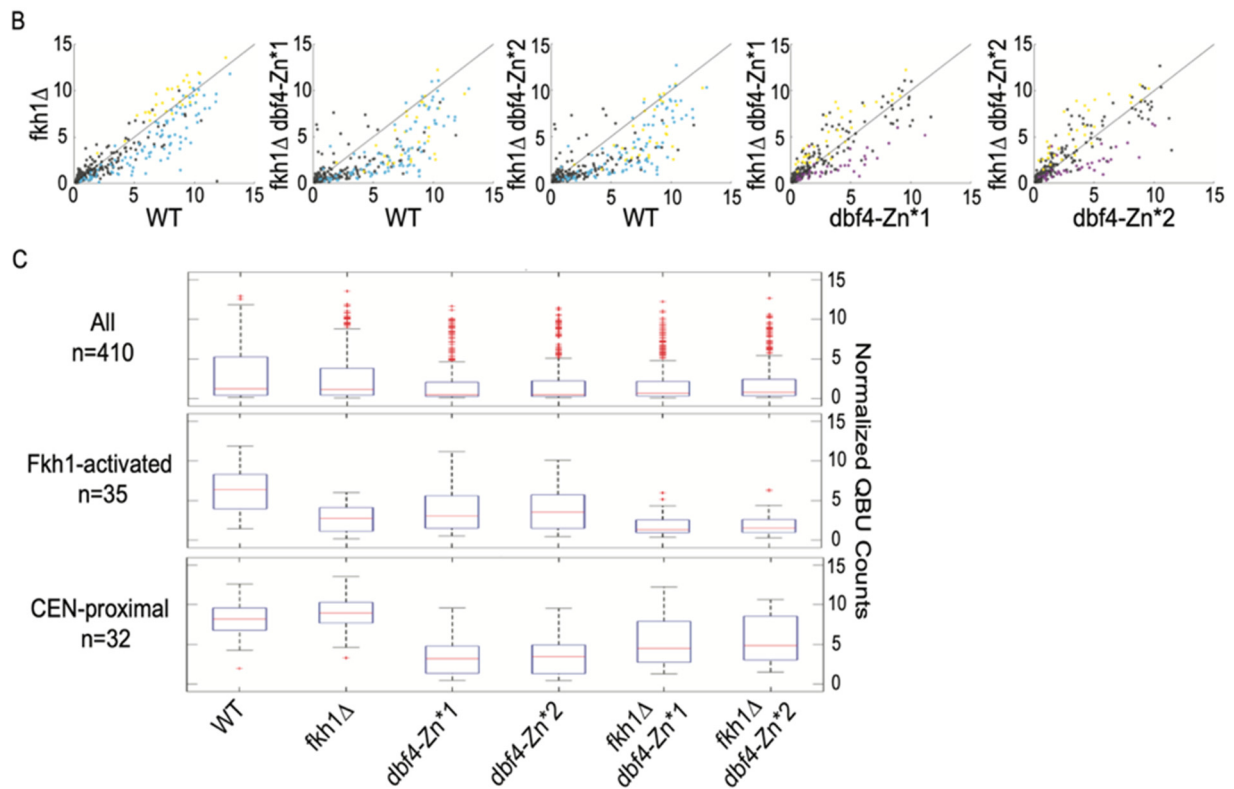 B
fkh1Δ
15
10
5
0
0 5 10 15
WT
fkh1Δ dbf4-Zn*1
15
10
5
0
0 5 10 15
WT
fkh1Δ dbf4-Zn*2
15
10
5
0
0 5 10 15
WT
fkh1Δ dbf4-Zn*1
15
10
5
0
0 5 10 15
dbf4-Zn*1
fkh1Δ dbf4-Zn*2
15
10
5
0
0 5 10 15
dbf4-Zn*2
C
All
n=410
15
10
5
0
Fkh1-activated
n=35
15
10
5
0
CEN-proximal
n=32
15
10
5
0
Normalized QBU Counts
WT
fkh1Δ
dbf4-Zn*1
dbf4-Zn*2
fkh1Δ
dbf4-Zn*1
fkh1Δ
dbf4-Zn*2